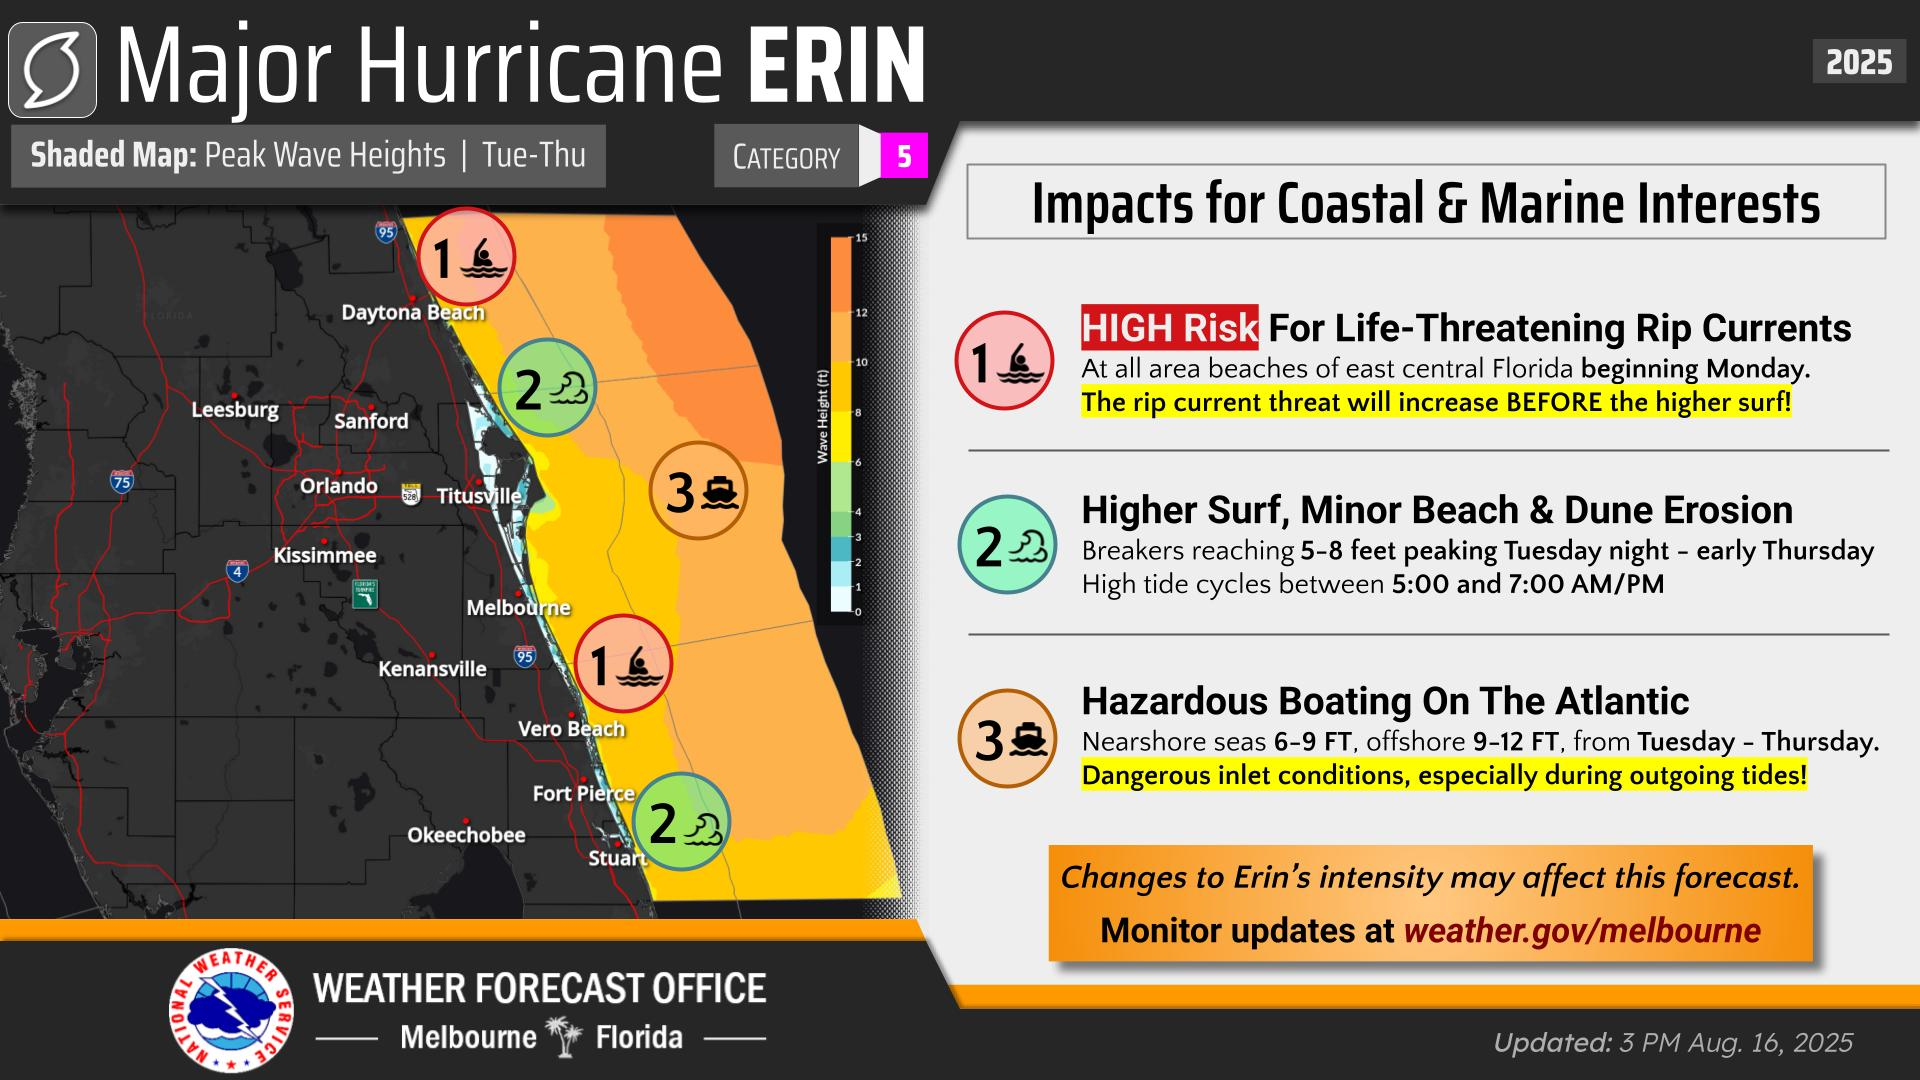 Major Hurricane ERIN
2025
Shaded Map: Peak Wave Heights | Tue-Thu
CATEGORY 5
95
1
Daytona Beach
2
Leesburg
Sanford
75
Orlando
528
Titusville
3
Kissimmee
4
Melbourne
Kenansville
95
1
Vero Beach
Fort Pierce
2
Okeechobee
Stuart
FLORIDA
Wave Height (ft)
15
12
10
8
6
4
3
2
1
0
Impacts for Coastal & Marine Interests
1
HIGH Risk For Life-Threatening Rip Currents
At all area beaches of east central Florida beginning Monday.
The rip current threat will increase BEFORE the higher surf!
2
Higher Surf, Minor Beach & Dune Erosion
Breakers reaching 5-8 feet peaking Tuesday night - early Thursday
High tide cycles between 5:00 and 7:00 AM/PM
3
Hazardous Boating On The Atlantic
Nearshore seas 6-9 FT, offshore 9-12 FT, from Tuesday - Thursday.
Dangerous inlet conditions, especially during outgoing tides!
Changes to Erin's intensity may affect this forecast.
Monitor updates at weather.gov/melbourne
NATIONAL WEATHER SERVICE
WEATHER FORECAST OFFICE
Melbourne Florida
Updated: 3 PM Aug. 16, 2025